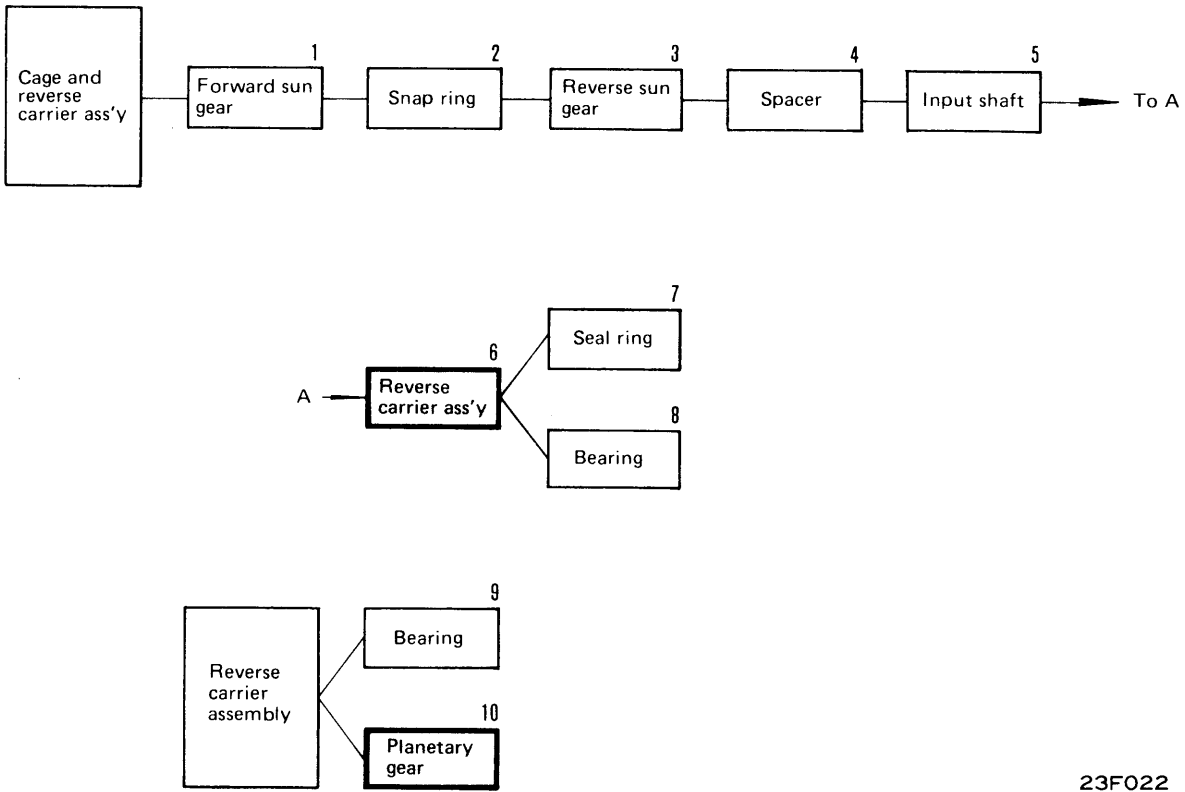 Cage and
reverse
carrier ass'y
1
Forward sun
gear
2
Snap ring
3
Reverse sun
gear
4
Spacer
5
Input shaft
To A
A
6
Reverse
carrier ass'y
7
Seal ring
8
Bearing
Reverse
carrier
assembly
9
Bearing
10
Planetary
gear
23F022